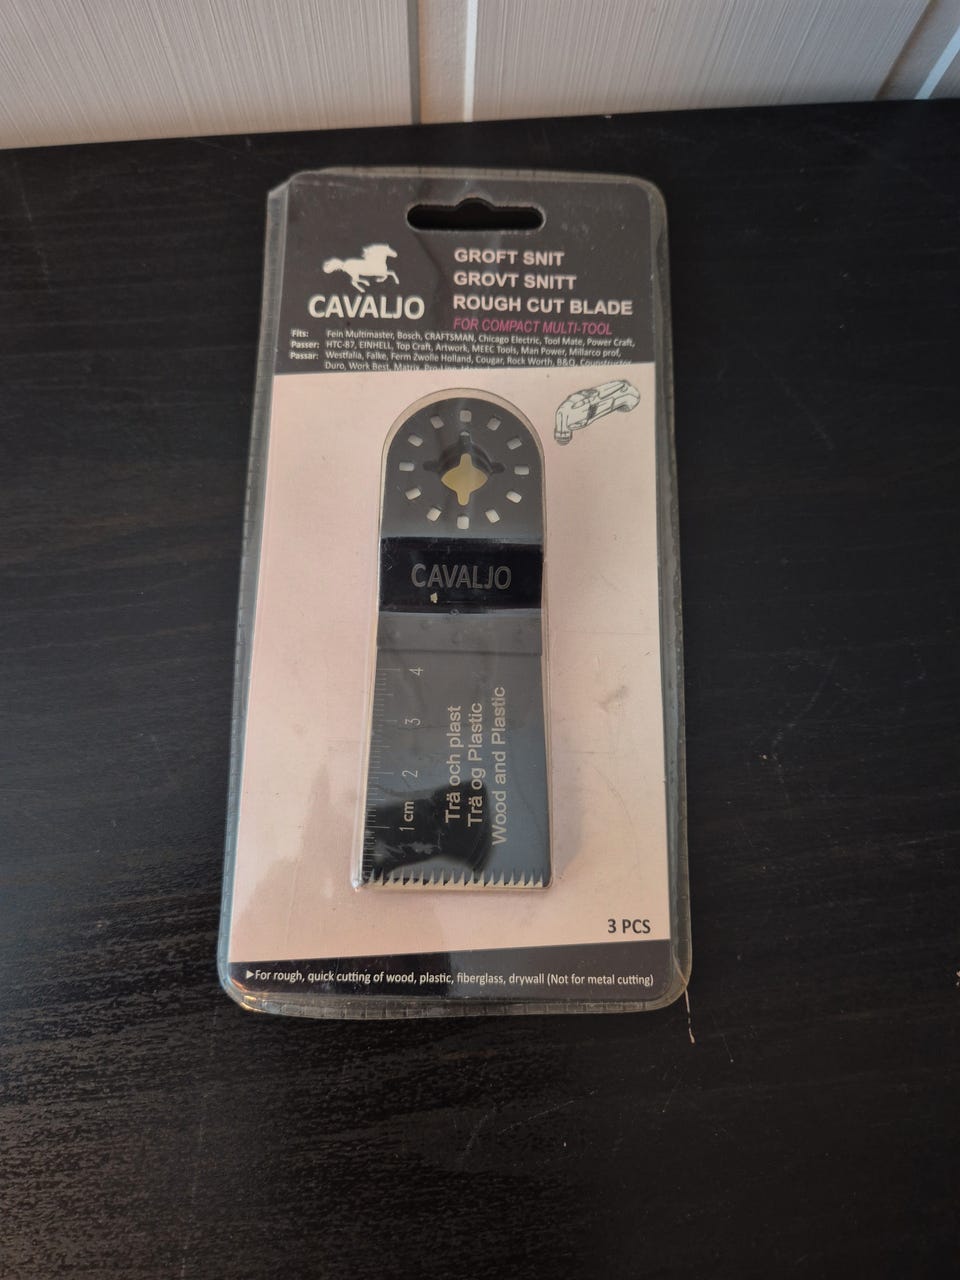 GROFT SNIT
GROVT SNITT
ROUGH CUT BLADE
FOR COMPACT MULTI-TOOL
CAVALJO
Fits: Fein Multimaster, Bosch, CRAFTSMAN, Chicago Electric, Tool Mate, Power Craft,
Passer: HTC-87, EINHELL, Top Craft, Artwork, MEEC Tools, Man Power, Millarco prof,
Passar: Westfalia, Falke, Ferm Zwolle Holland, Cougar, Rock Worth, B&Q,
Duro, Work Best, Matrix,
CAVALJO
4
3
2
1 cm
Trä och plast
Trä og Plastic
Wood and Plastic
3 PCS
►For rough, quick cutting of wood, plastic, fiberglass, drywall (Not for metal cutting)